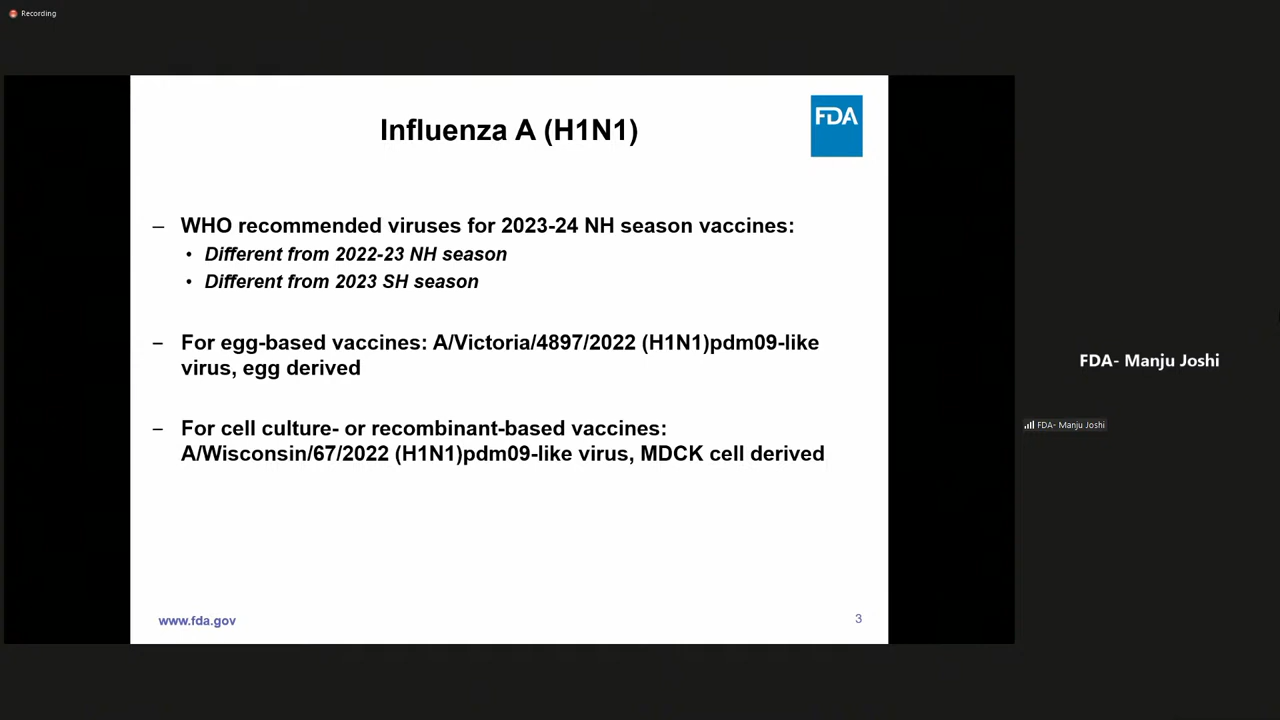 Recording
Influenza A (H1N1)
FDA
– WHO recommended viruses for 2023-24 NH season vaccines:
• Different from 2022-23 NH season
• Different from 2023 SH season
– For egg-based vaccines: A/Victoria/4897/2022 (H1N1)pdm09-like
virus, egg derived
– For cell culture- or recombinant-based vaccines:
A/Wisconsin/67/2022 (H1N1)pdm09-like virus, MDCK cell derived
www.fda.gov
3
FDA- Manju Joshi
FDA- Manju Joshi